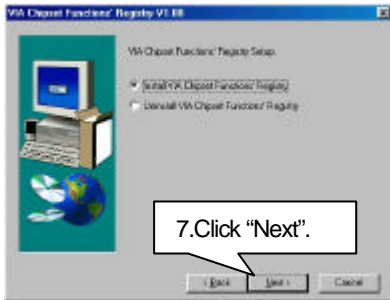 VIA Chipset Functions' Registry V1.00
VIA Chipset Functions' Registry Setup.
Install VIA Chipset Functions' Registry
Uninstall VIA Chipset Functions' Registry
7.Click “Next”.
< Back
Next >
Cancel